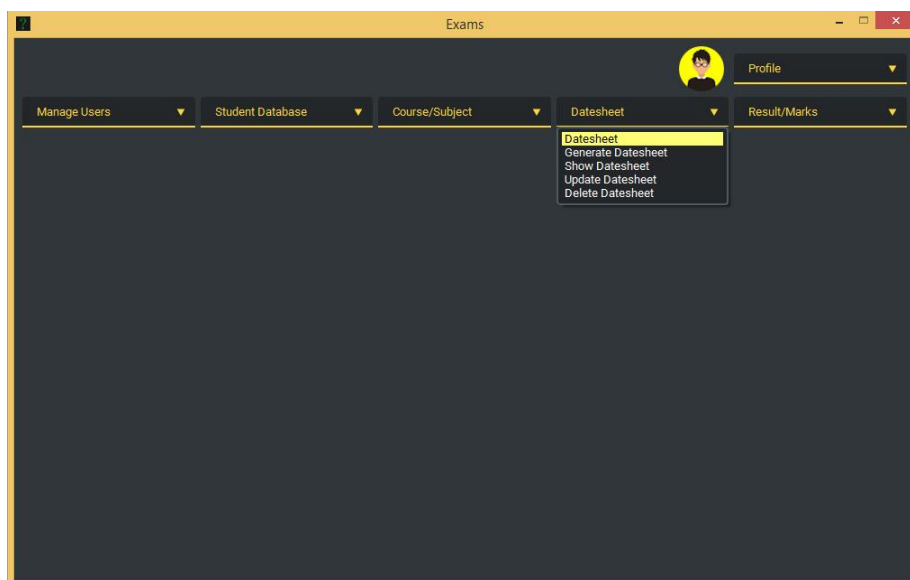 ?
Exams
Profile
Manage Users
Student Database
Course/Subject
Datesheet
Result/Marks
Datesheet
Generate Datesheet
Show Datesheet
Update Datesheet
Delete Datesheet